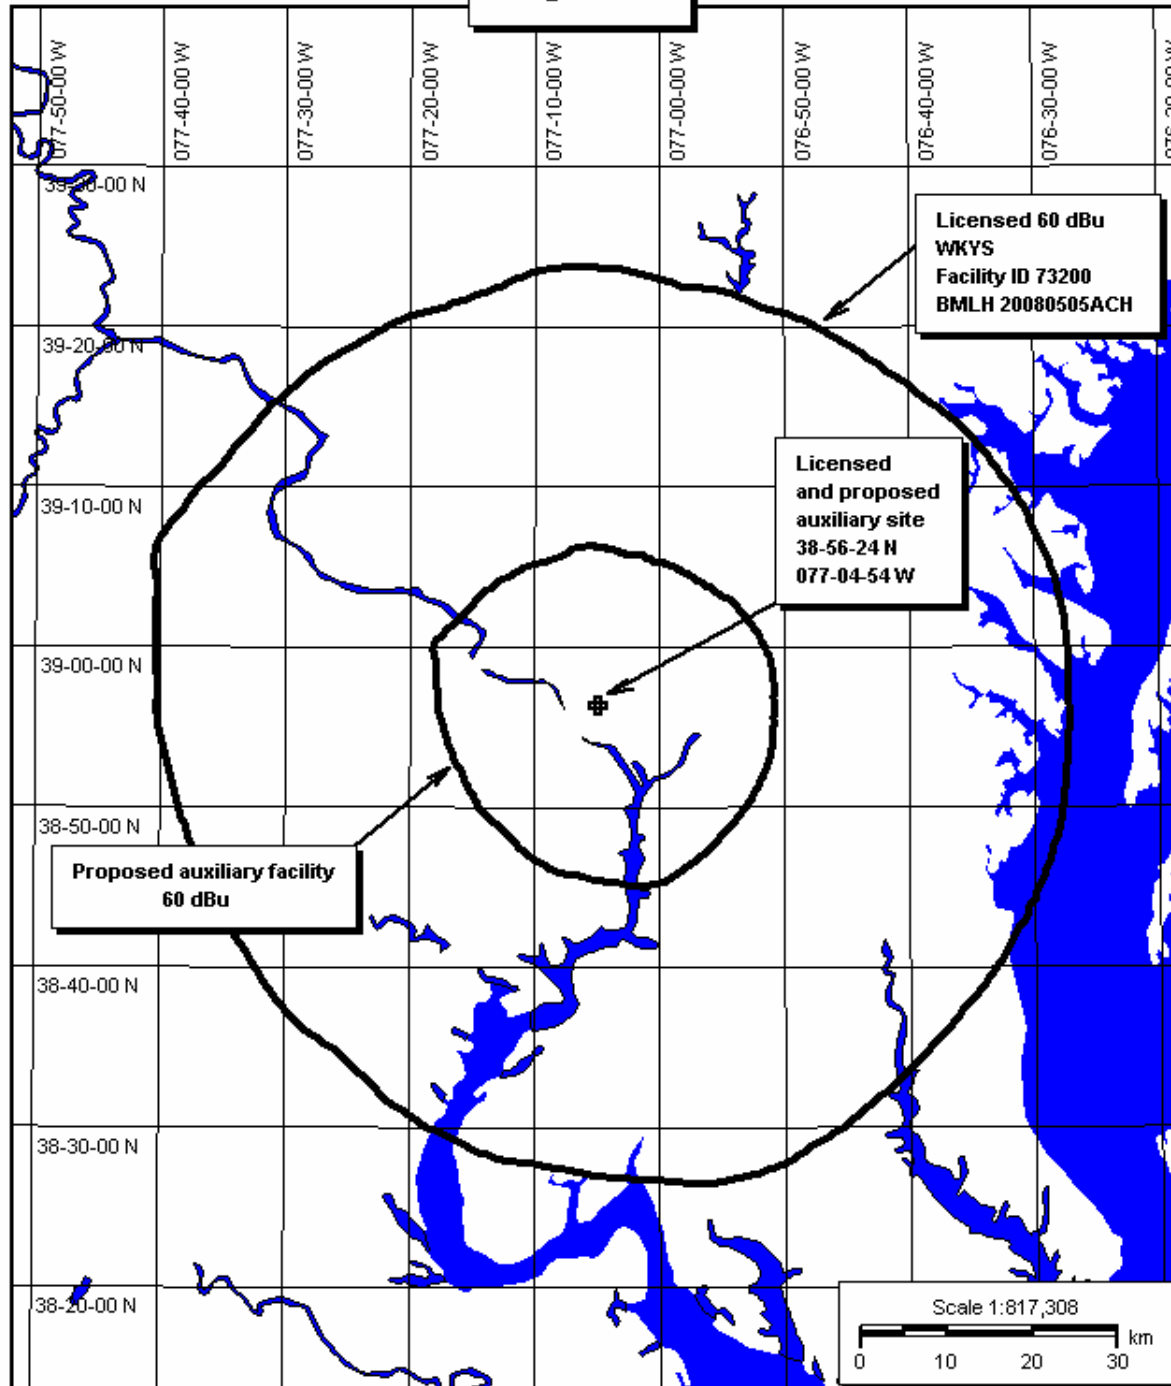 077-50-00 W
077-40-00 W
077-30-00 W
077-20-00 W
077-10-00 W
077-00-00 W
076-50-00 W
076-40-00 W
076-30-00 W
39-30-00 N
Licensed 60 dBu
WKYS
Facility ID 73200
BMLH 20080505ACH
39-20-00 N
Licensed
and proposed
auxiliary site
38-56-24 N
077-04-54 W
39-10-00 N
39-00-00 N
38-50-00 N
Proposed auxiliary facility
60 dBu
38-40-00 N
38-30-00 N
38-20-00 N
Scale 1:817,308
km
0 10 20 30